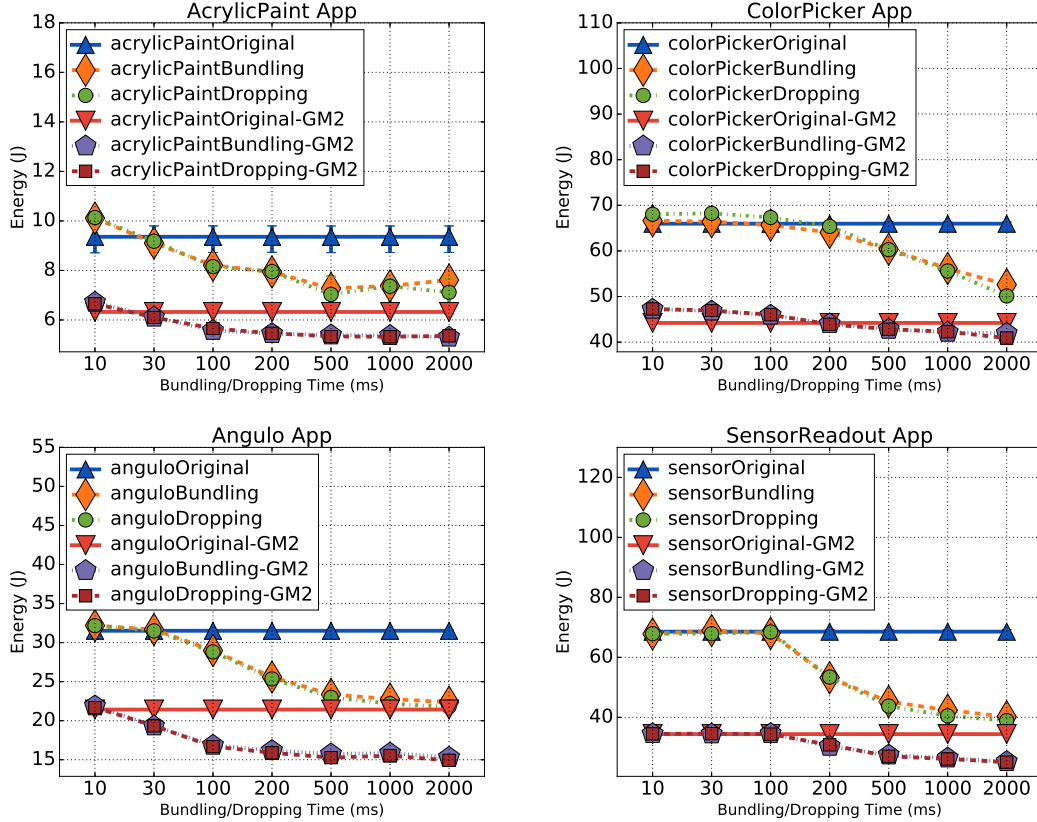 AcrylicPaint App
18
16
14
12
10
8
6
Energy (J)
acrylicPaintOriginal
acrylicPaintBundling
acrylicPaintDropping
acrylicPaintOriginal-GM2
acrylicPaintBundling-GM2
acrylicPaintDropping-GM2
10 30 100 200 500 1000 2000
Bundling/Dropping Time (ms)
ColorPicker App
110
100
90
80
70
60
50
40
Energy (J)
colorPickerOriginal
colorPickerBundling
colorPickerDropping
colorPickerOriginal-GM2
colorPickerBundling-GM2
colorPickerDropping-GM2
10 30 100 200 500 1000 2000
Bundling/Dropping Time (ms)
Angulo App
55
50
45
40
35
30
25
20
15
Energy (J)
anguloOriginal
anguloBundling
anguloDropping
anguloOriginal-GM2
anguloBundling-GM2
anguloDropping-GM2
10 30 100 200 500 1000 2000
Bundling/Dropping Time (ms)
SensorReadout App
120
100
80
60
40
Energy (J)
sensorOriginal
sensorBundling
sensorDropping
sensorOriginal-GM2
sensorBundling-GM2
sensorDropping-GM2
10 30 100 200 500 1000 2000
Bundling/Dropping Time (ms)